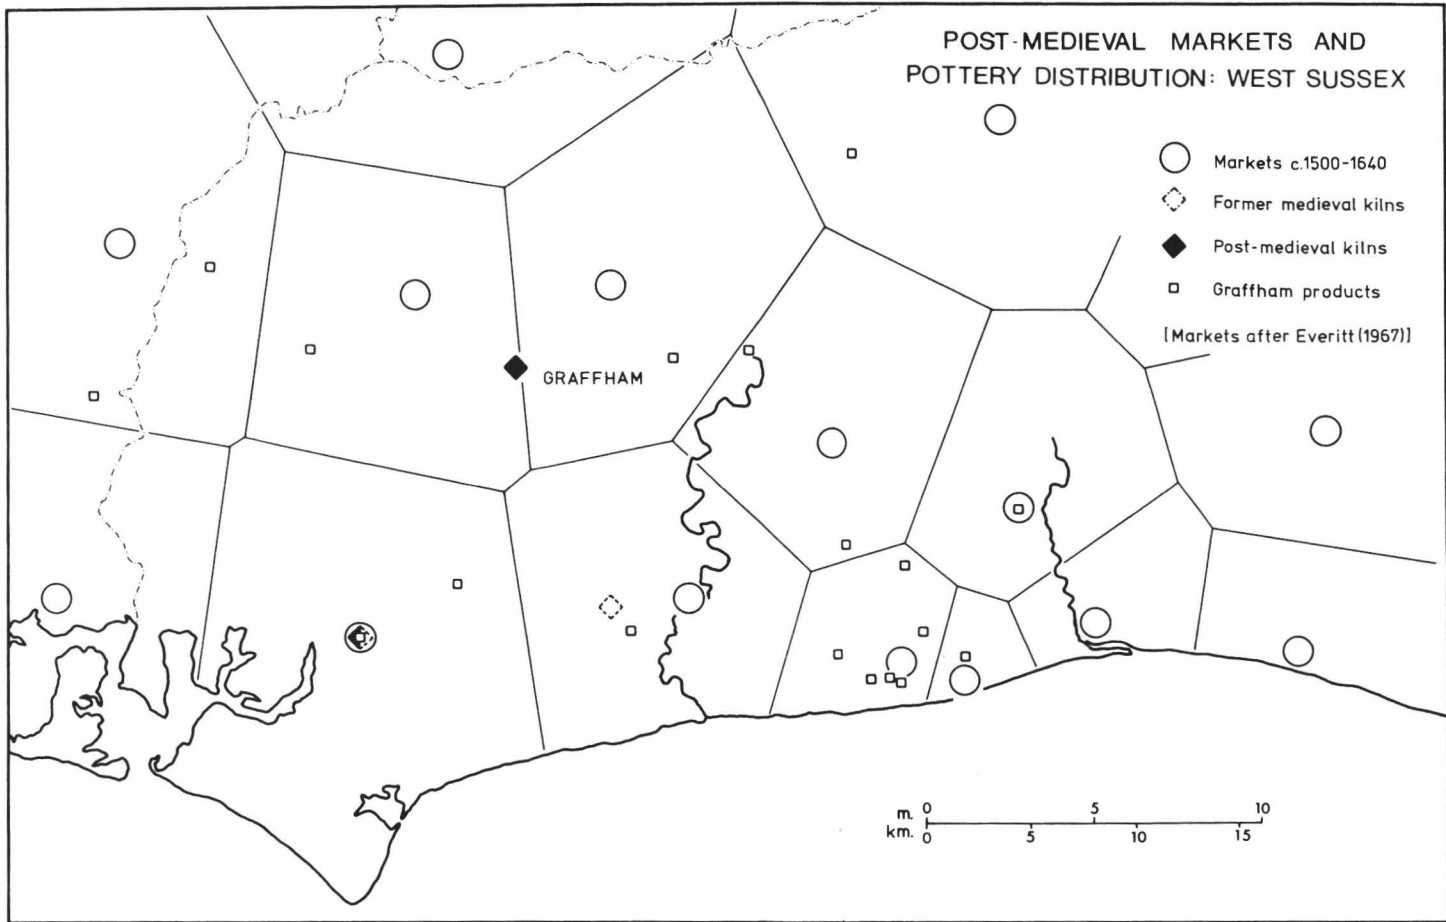 POST-MEDIEVAL MARKETS AND
POTTERY DISTRIBUTION: WEST SUSSEX
Markets c.1500-1640
Former medieval kilns
Post-medieval kilns
Graffham products
[Markets after Everitt (1967)]
GRAFFHAM
m. 0 5 10
km. 0 5 10 15